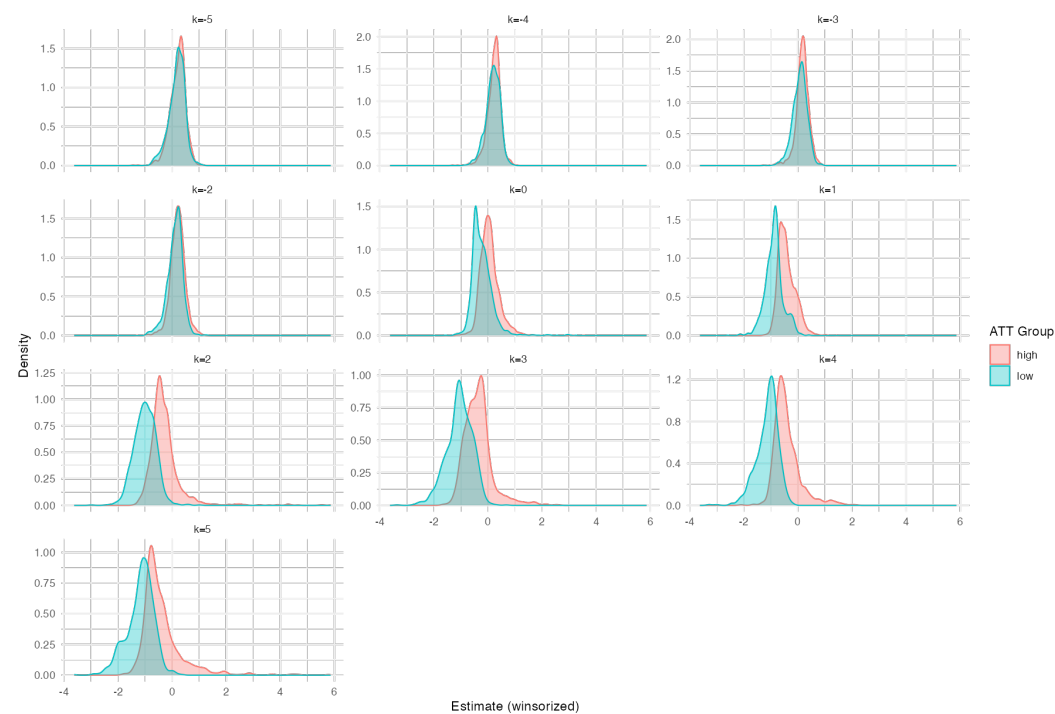 k=-5 k=-4 k=-3
1.5 1.0 0.5 0.0
2.0 1.5 1.0 0.5 0.0
2.0 1.5 1.0 0.5 0.0
k=-2 k=0 k=1
1.5 1.0 0.5 0.0
1.5 1.0 0.5 0.0
1.5 1.0 0.5 0.0
k=2 k=3 k=4
1.25 1.00 0.75 0.50 0.25 0.00
1.00 0.75 0.50 0.25 0.00
1.2 0.8 0.4 0.0
-4 -2 0 2 4 6
-4 -2 0 2 4 6
k=5
1.00 0.75 0.50 0.25 0.00
-4 -2 0 2 4 6
Density
Estimate (winsorized)
ATT Group
high
low